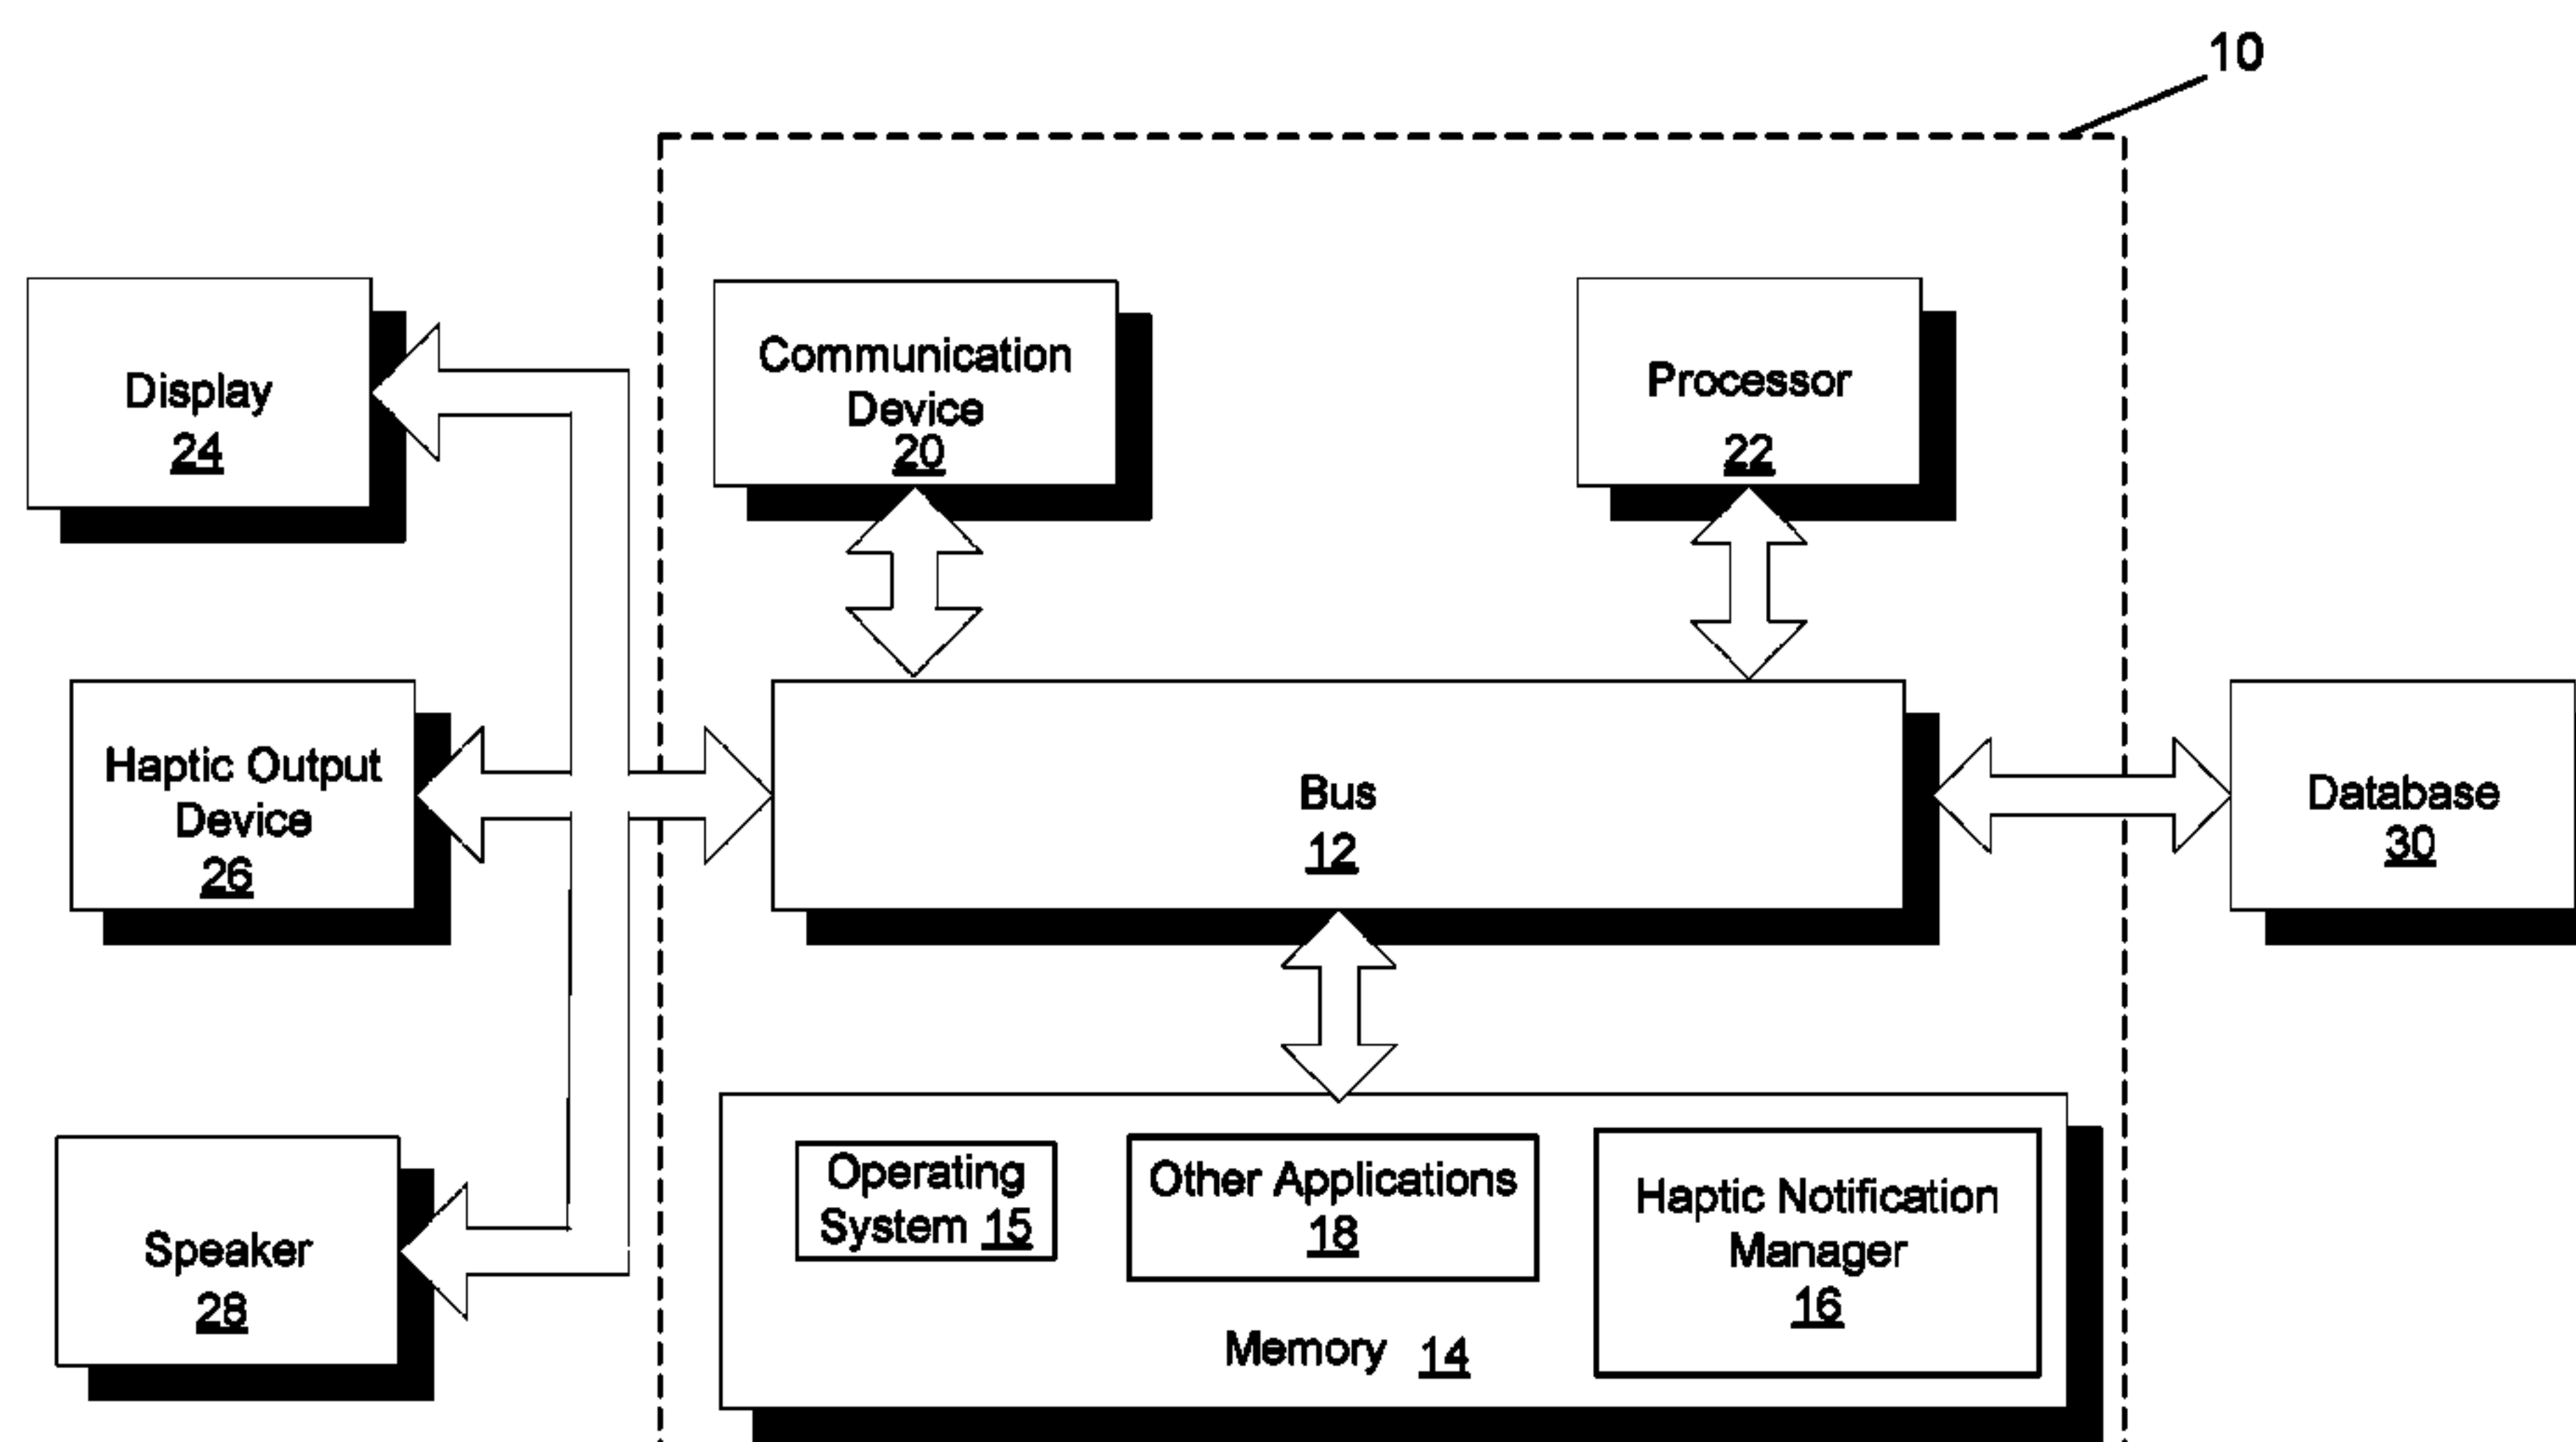 10
Display
24
Communication
Device
20
Processor
22
Haptic Output
Device
26
Bus
12
Database
30
Speaker
28
Operating
System 15
Other Applications
18
Haptic Notification
Manager
16
Memory 14